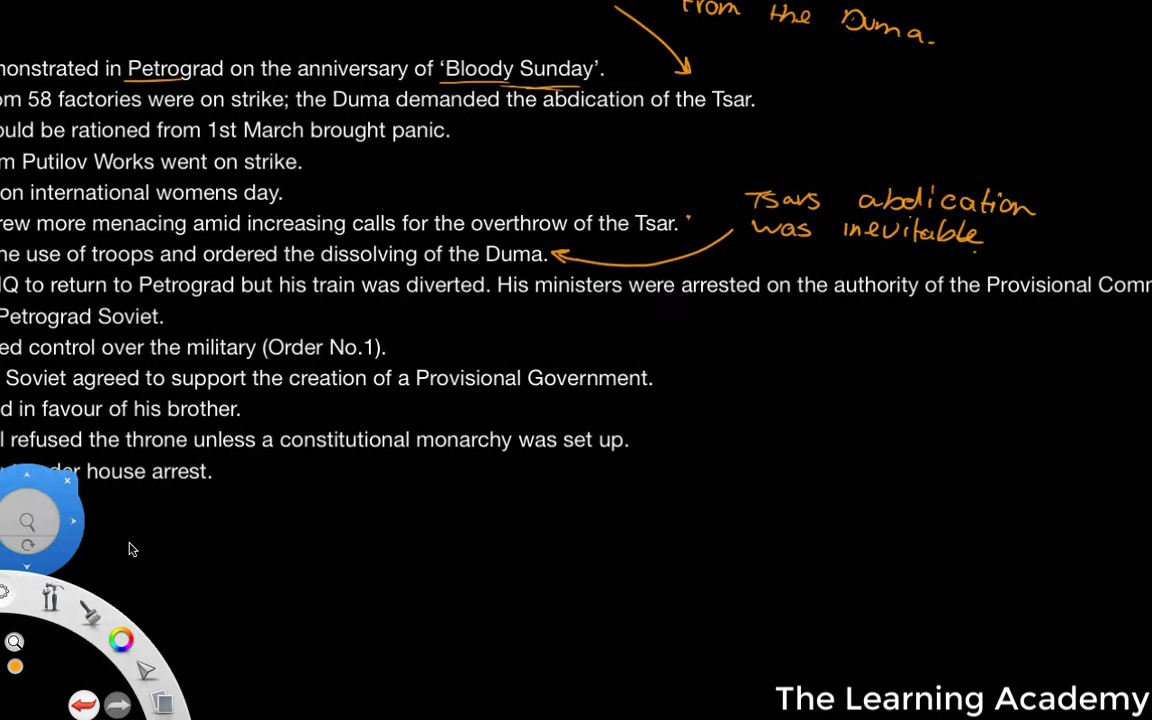 From the Duma.
monstrated in Petrograd on the anniversary of ‘Bloody Sunday’.
om 58 factories were on strike; the Duma demanded the abdication of the Tsar.
ould be rationed from 1st March brought panic.
m Putilov Works went on strike.
on international womens day.
Tsars abdication
rew more menacing amid increasing calls for the overthrow of the Tsar.
was inevitable
he use of troops and ordered the dissolving of the Duma.
HQ to return to Petrograd but his train was diverted. His ministers were arrested on the authority of the Provisional Comm
Petrograd Soviet.
ed control over the military (Order No.1).
Soviet agreed to support the creation of a Provisional Government.
d in favour of his brother.
l refused the throne unless a constitutional monarchy was set up.
house arrest.
The Learning Academy